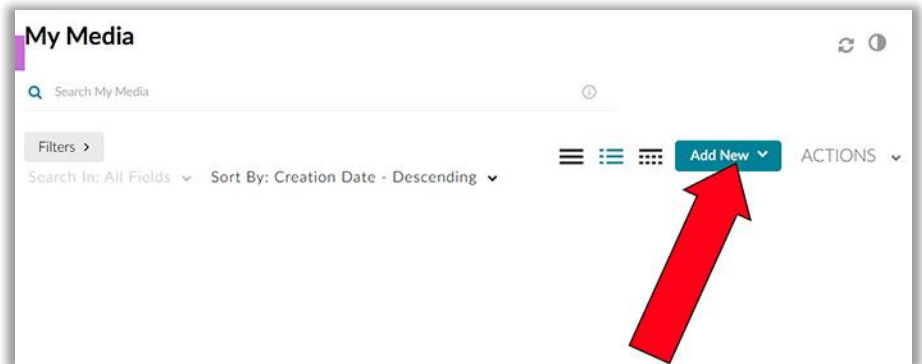 My Media
Search My Media
Filters >
Add New
ACTIONS
Search In: All Fields
Sort By: Creation Date - Descending